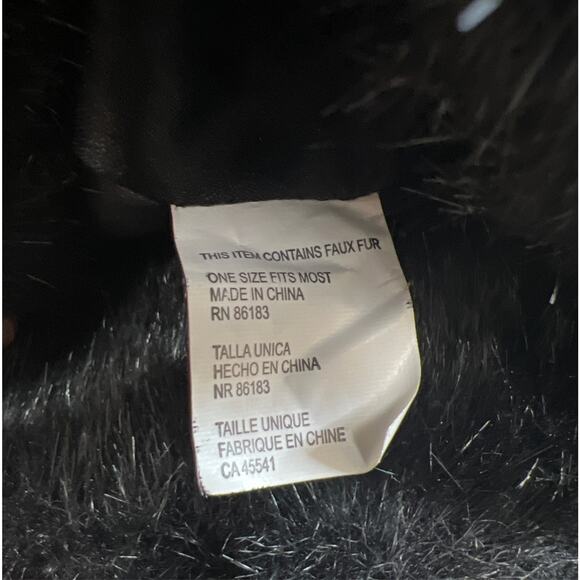 THIS ITEM CONTAINS FAUX FUR
ONE SIZE FITS MOST
MADE IN CHINA
RN 86183
TALLA UNICA
HECHO EN CHINA
NR 86183
TAILLE UNIQUE
FABRIQUE EN CHINE
CA 45541